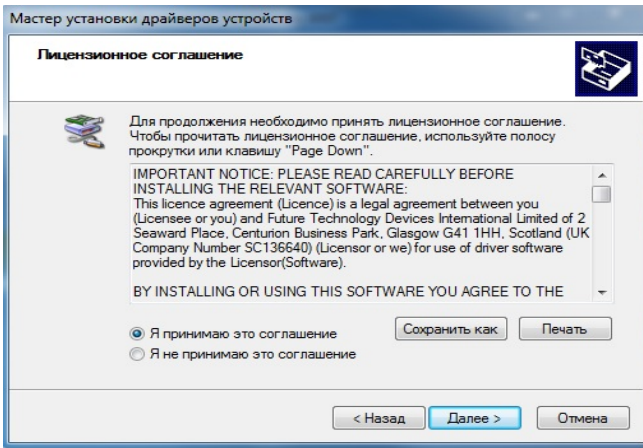 Мастер установки драйверов устройств
Лицензионное соглашение
Для продолжения необходимо принять лицензионное соглашение.
Чтобы прочитать лицензионное соглашение, используйте полосу
прокрутки или клавишу "Page Down".
IMPORTANT NOTICE: PLEASE READ CAREFULLY BEFORE
INSTALLING THE RELEVANT SOFTWARE:
This licence agreement (Licence) is a legal agreement between you
(Licensee or you) and Future Technology Devices International Limited of 2
Seaward Place, Centurion Business Park, Glasgow G41 1HH, Scotland (UK
Company Number SC136640) (Licensor or we) for use of driver software
provided by the Licensor(Software).
BY INSTALLING OR USING THIS SOFTWARE YOU AGREE TO THE
Я принимаю это соглашение
Сохранить как
Печать
Я не принимаю это соглашение
< Назад
Далее >
Отмена